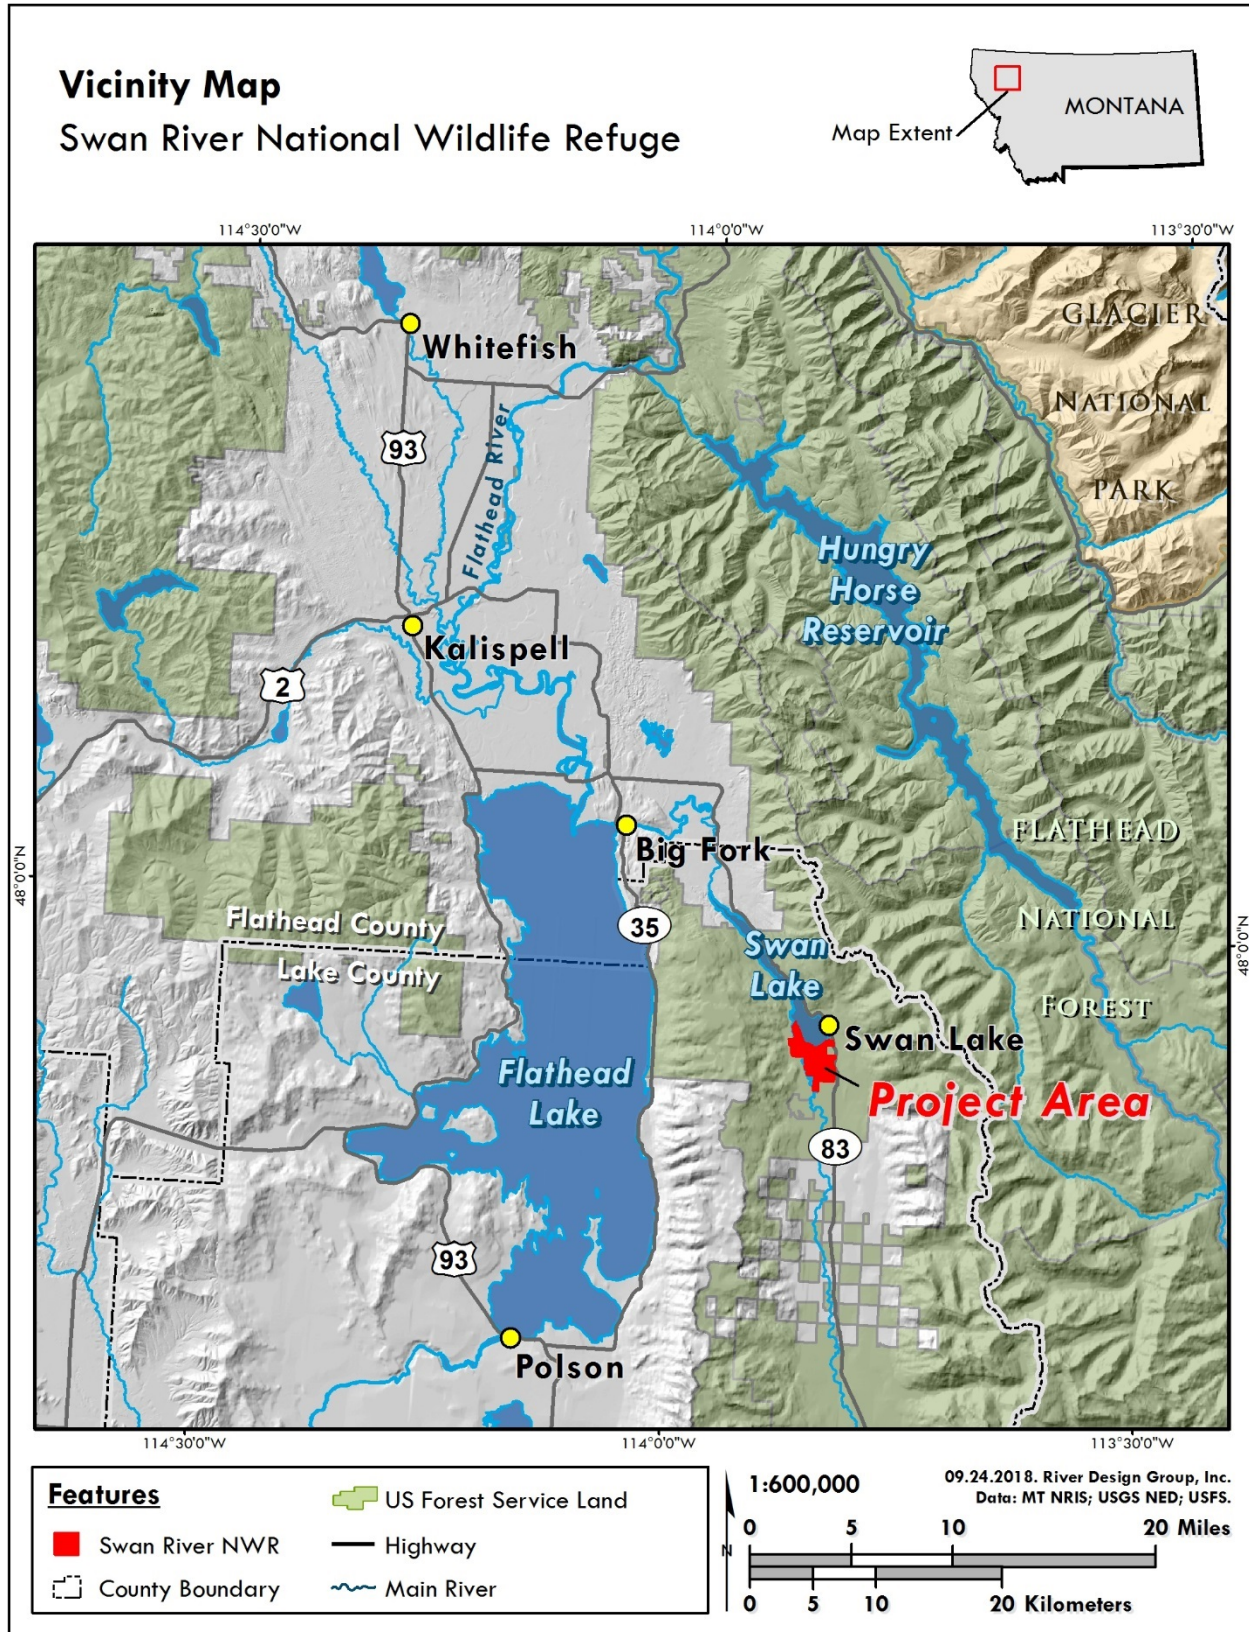 Vicinity Map
Swan River National Wildlife Refuge
MONTANA
Map Extent
114°30'0"W
114°0'0"W
113°30'0"W
GLACIER
NATIONAL
PARK
Whitefish
93
Flathead River
Hungry
Horse
Reservoir
Kalispell
2
Big Fork
FLATHEAD
NATIONAL
FOREST
48°0'0"N
48°0'0"N
35
Flathead County
Lake County
Swan
Lake
Swan Lake
Project Area
Flathead
Lake
83
93
Polson
114°30'0"W
114°0'0"W
113°30'0"W
Features
Swan River NWR
County Boundary
US Forest Service Land
Highway
Main River
N
1:600,000
09.24.2018. River Design Group, Inc.
Data: MT NRIS; USGS NED; USFS.
0 5 10 20 Miles
0 5 10 20 Kilometers